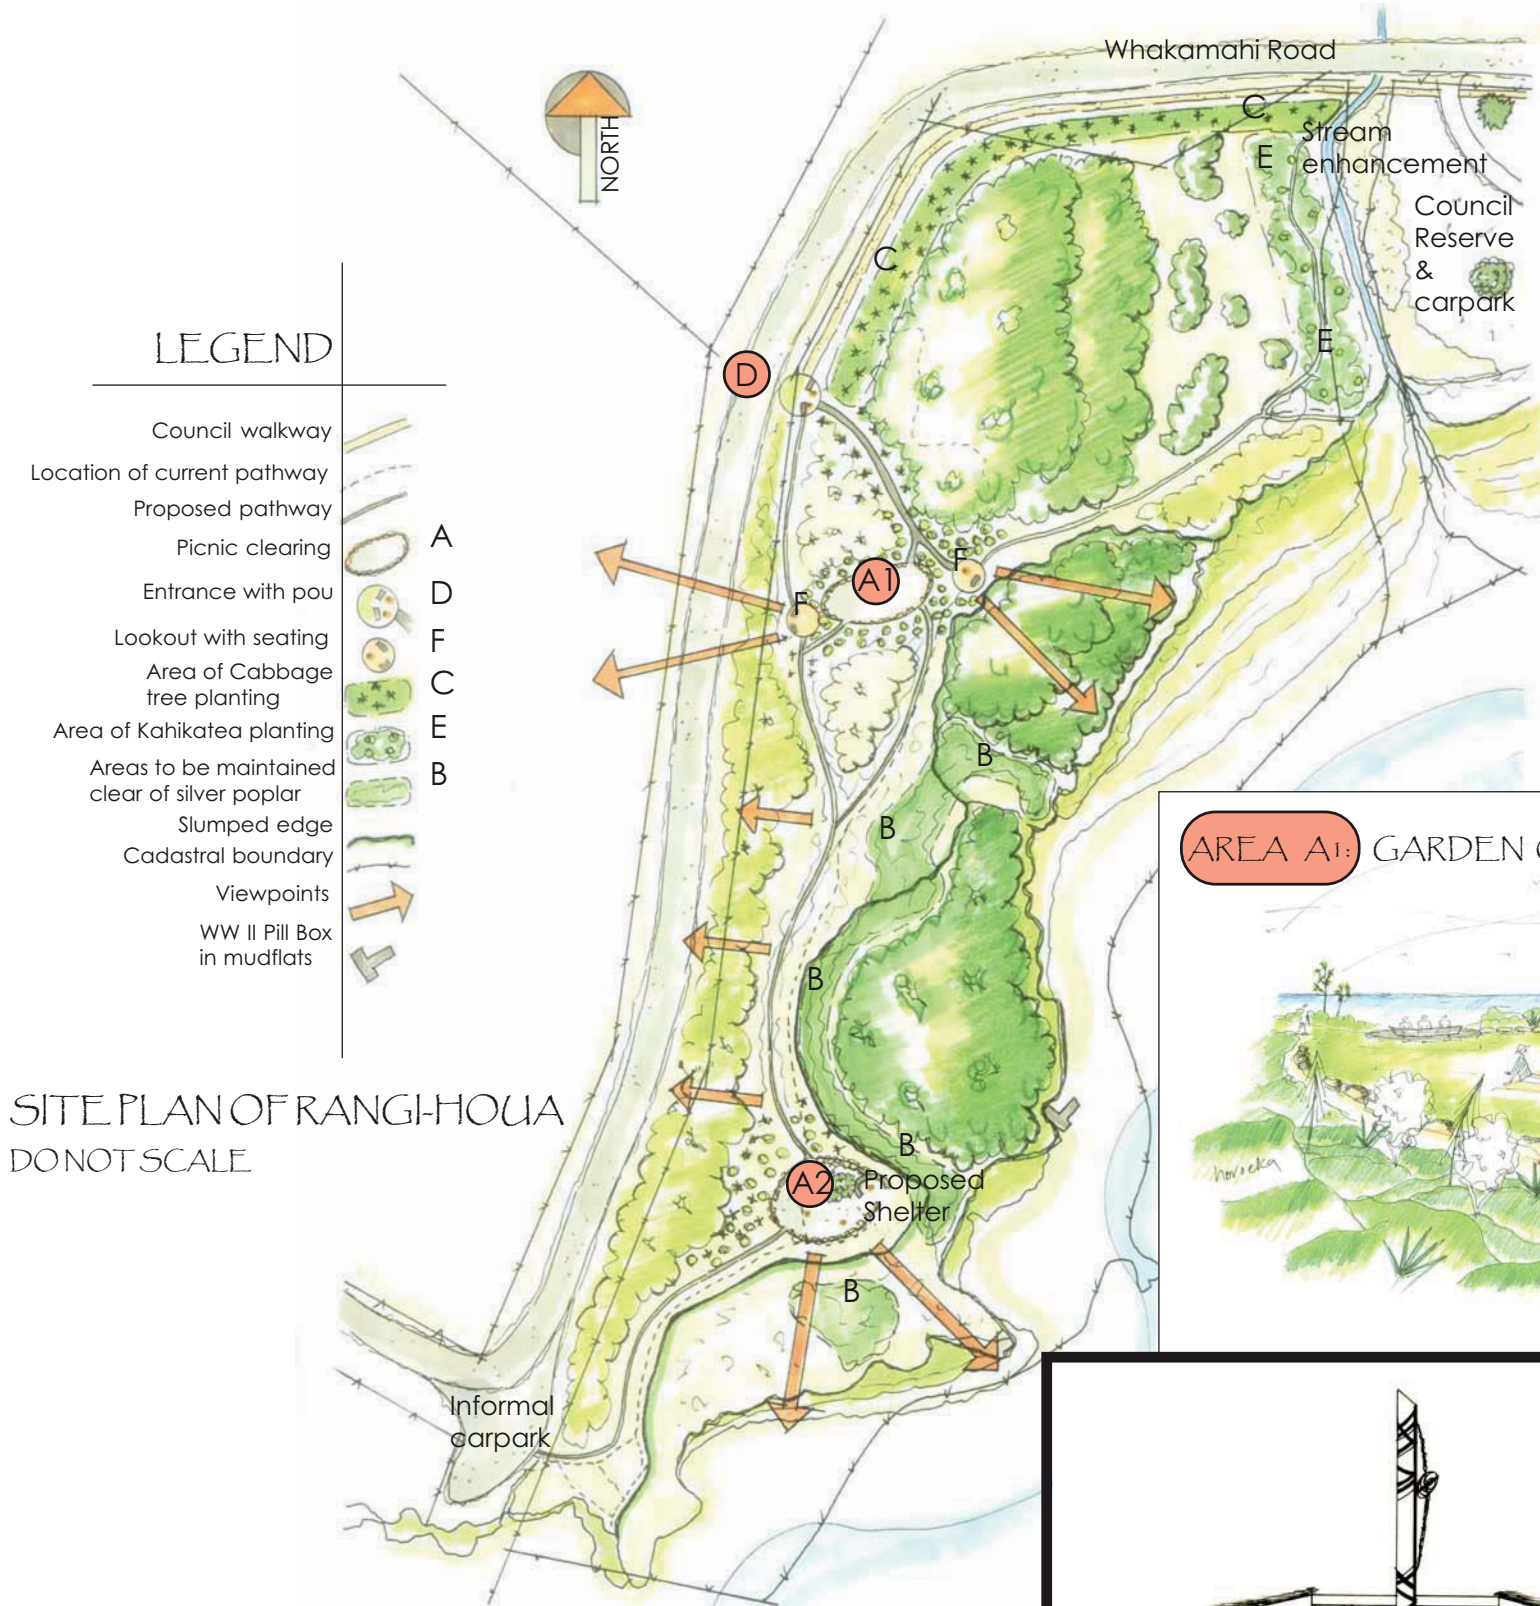 Whakamahi Road
NORTH
C
Stream
enhancement
E
Council
Reserve
&
carpark
C
E
D
LEGEND
Council walkway
Location of current pathway
Proposed pathway
Picnic clearing A
Entrance with pou D
Lookout with seating F
Area of Cabbage
tree planting C
Area of Kahikatea planting E
Areas to be maintained
clear of silver poplar B
Slumped edge
Cadastral boundary
Viewpoints
WW II Pill Box
in mudflats
F
A1
F
B
B
B
B
A2
Proposed
Shelter
B
Informal
carpark
SITE PLAN OF RANGI-HOUA
DO NOT SCALE
AREA A1: GARDEN
horoeka